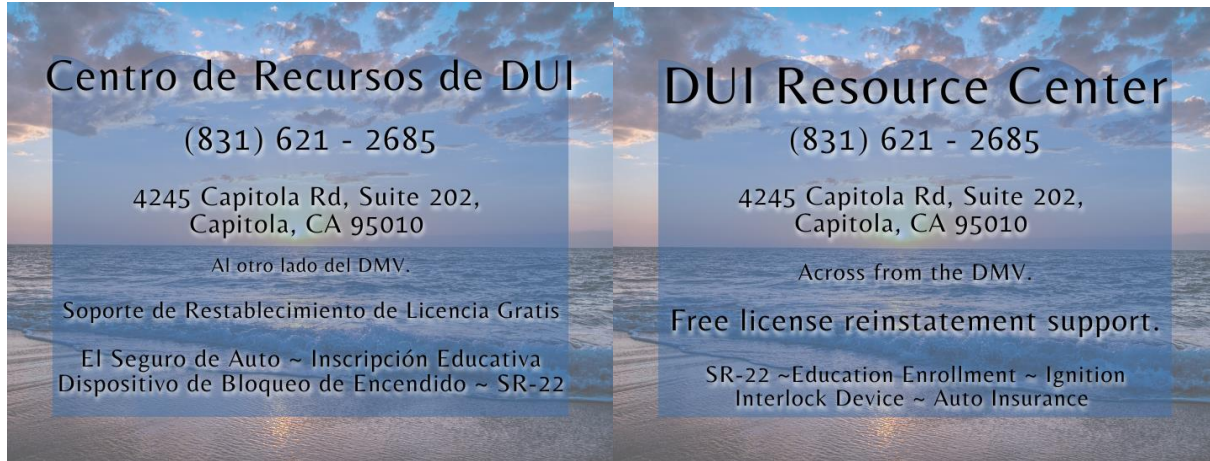 Centro de Recursos de DUI
(831) 621 - 2685
4245 Capitola Rd, Suite 202,
Capitola, CA 95010
Al otro lado del DMV.
Soporte de Restablecimiento de Licencia Gratis
El Seguro de Auto ~ Inscripción Educativa
Dispositivo de Bloqueo de Encendido ~ SR-22
DUI Resource Center
(831) 621 - 2685
4245 Capitola Rd, Suite 202,
Capitola, CA 95010
Across from the DMV.
Free license reinstatement support.
SR-22 ~Education Enrollment ~ Ignition
Interlock Device ~ Auto Insurance